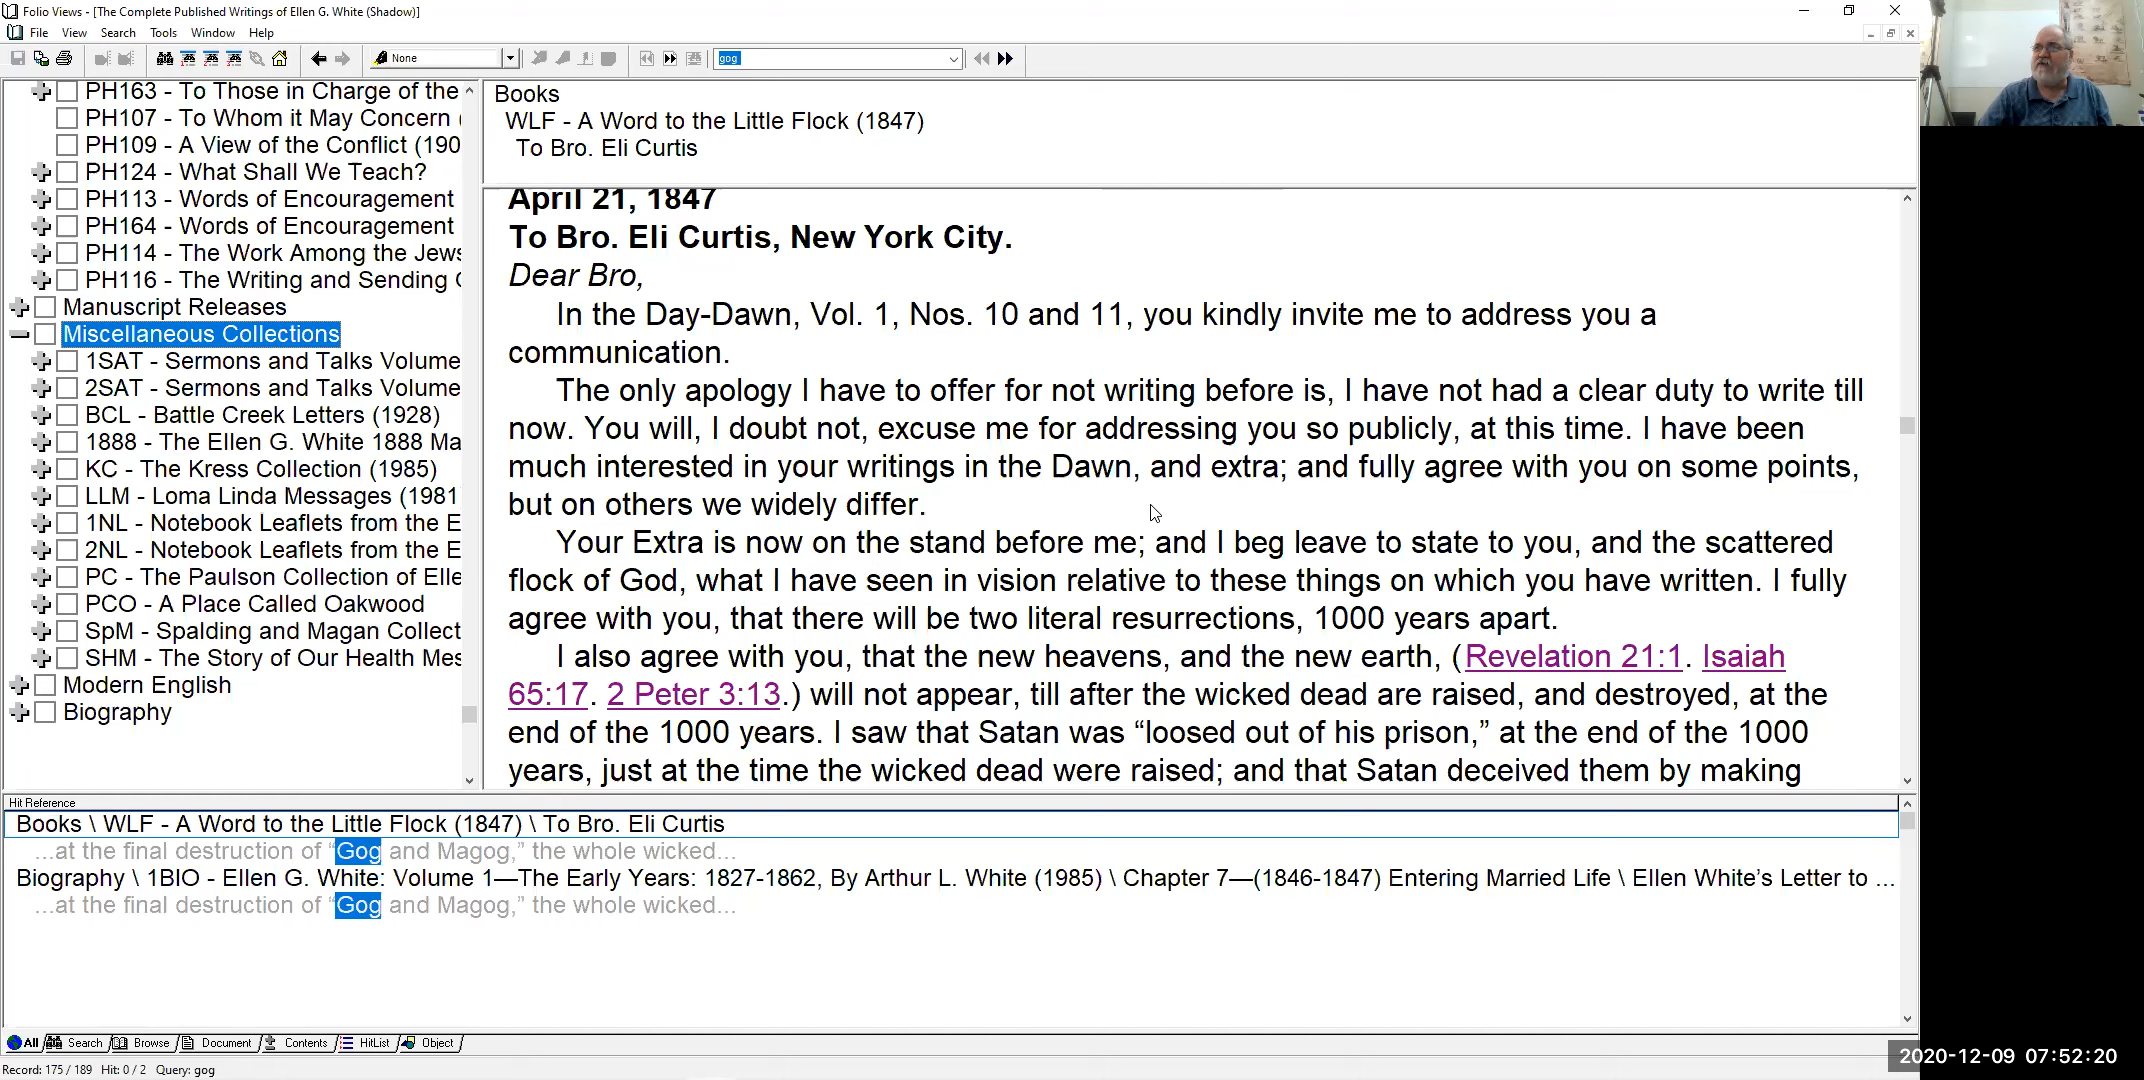 Folio Views - [The Complete Published Writings of Ellen G. White (Shadow)]
File View Search Tools Window Help
None
gog
PH163 - To Those in Charge of the
PH107 - To Whom it May Concern (
PH109 - A View of the Conflict (190
PH124 - What Shall We Teach?
PH113 - Words of Encouragement
PH164 - Words of Encouragement
PH114 - The Work Among the Jews
PH116 - The Writing and Sending
Manuscript Releases
Miscellaneous Collections
1SAT - Sermons and Talks Volume
2SAT - Sermons and Talks Volume
BCL - Battle Creek Letters (1928)
1888 - The Ellen G. White 1888 Ma
KC - The Kress Collection (1985)
LLM - Loma Linda Messages (1981
1NL - Notebook Leaflets from the E
2NL - Notebook Leaflets from the E
PC - The Paulson Collection of Elle
PCO - A Place Called Oakwood
SpM - Spalding and Magan Collect
SHM - The Story of Our Health Mes
Modern English
Biography
Books
WLF - A Word to the Little Flock (1847)
To Bro. Eli Curtis
April 21, 1847
To Bro. Eli Curtis, New York City.
Dear Bro,
In the Day-Dawn, Vol. 1, Nos. 10 and 11, you kindly invite me to address you a
communication.
The only apology I have to offer for not writing before is, I have not had a clear duty to write till
now. You will, I doubt not, excuse me for addressing you so publicly, at this time. I have been
much interested in your writings in the Dawn, and extra; and fully agree with you on some points,
but on others we widely differ.
Your Extra is now on the stand before me; and I beg leave to state to you, and the scattered
flock of God, what I have seen in vision relative to these things on which you have written. I fully
agree with you, that there will be two literal resurrections, 1000 years apart.
I also agree with you, that the new heavens, and the new earth, (Revelation 21:1. Isaiah
65:17. 2 Peter 3:13.) will not appear, till after the wicked dead are raised, and destroyed, at the
end of the 1000 years. I saw that Satan was “loosed out of his prison,” at the end of the 1000
years, just at the time the wicked dead were raised; and that Satan deceived them by making
Hit Reference
Books \ WLF - A Word to the Little Flock (1847) \ To Bro. Eli Curtis
...at the final destruction of “Gog and Magog,” the whole wicked...
Biography \ 1BIO - Ellen G. White: Volume 1—The Early Years: 1827-1862, By Arthur L. White (1985) \ Chapter 7—(1846-1847) Entering Married Life \ Ellen White’s Letter to ...
...at the final destruction of “Gog and Magog,” the whole wicked...
All Search Browse Document Contents HitList Object
Record: 175 / 189 Hit: 0 / 2 Query: gog
2020-12-09 07:52:20